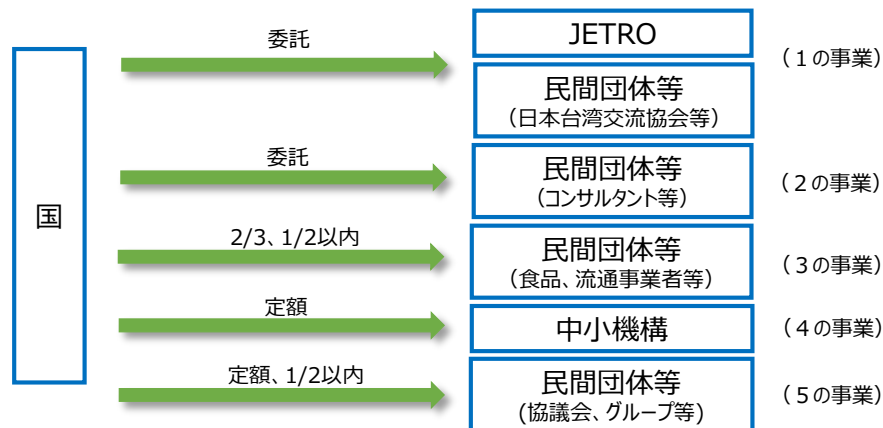 国
委託
JETRO
民間団体等
(日本台湾交流協会等)
(１の事業)
委託
民間団体等
(コンサルタント等)
(２の事業)
2/3、1/2以内
民間団体等
(食品、流通事業者等)
(３の事業)
定額
中小機構
(４の事業)
定額、1/2以内
民間団体等
(協議会、グループ等)
(５の事業)